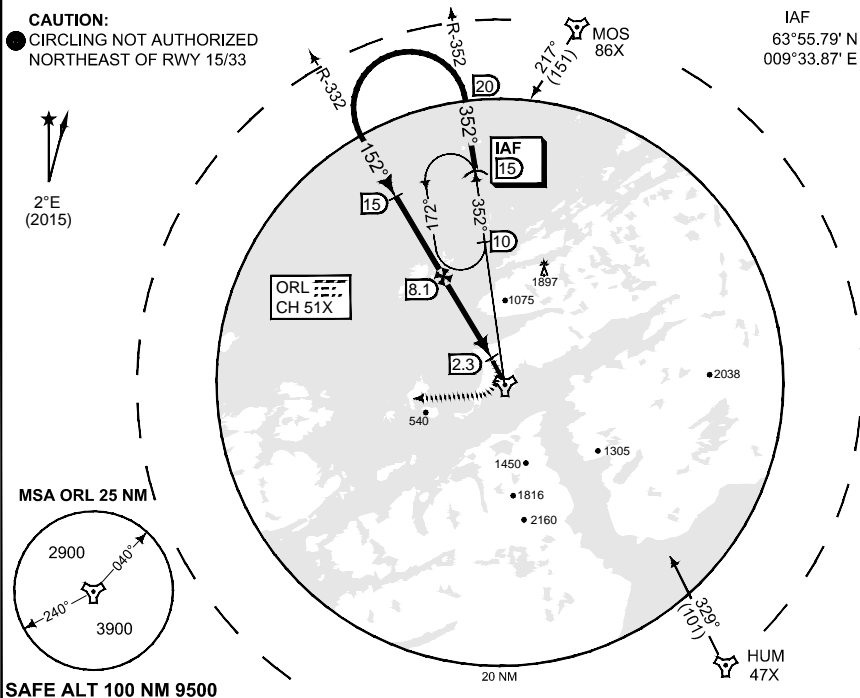 CAUTION:
CIRCLING NOT AUTHORIZED
NORTHEAST OF RWY 15/33
R-332
R-352
217°
(151)
MOS
86X
IAF
63°55.79' N
009°33.87' E
2°E
(2015)
20
352°
152°
IAF
15
15
172°
352°
10
ORL
CH 51X
8.1
1897
1075
2.3
2038
540
1305
1450
1816
2160
MSA ORL 25 NM
2900
040°
240°
3900
329°
(101)
HUM
47X
20 NM
SAFE ALT 100 NM 9500